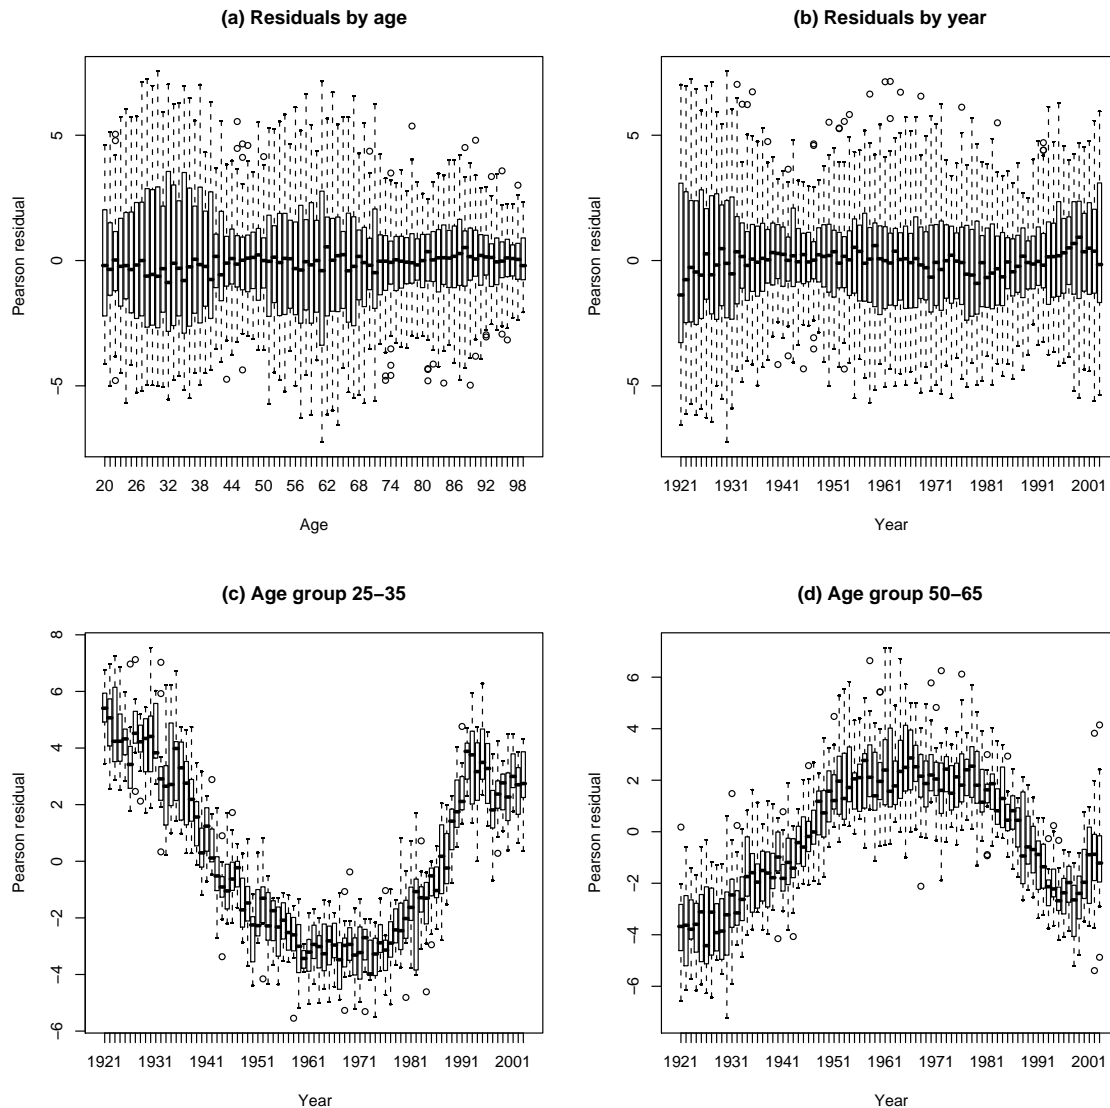 (a) Residuals by age
Pearson residual
5
0
−5
20 26 32 38 44 50 56 62 68 74 80 86 92 98
Age
(b) Residuals by year
Pearson residual
5
0
−5
1921 1931 1941 1951 1961 1971 1981 1991 2001
Year
(c) Age group 25−35
Pearson residual
8
6
4
2
0
−2
−4
−6
1921 1931 1941 1951 1961 1971 1981 1991 2001
Year
(d) Age group 50−65
Pearson residual
6
4
2
0
−2
−4
−6
1921 1931 1941 1951 1961 1971 1981 1991 2001
Year